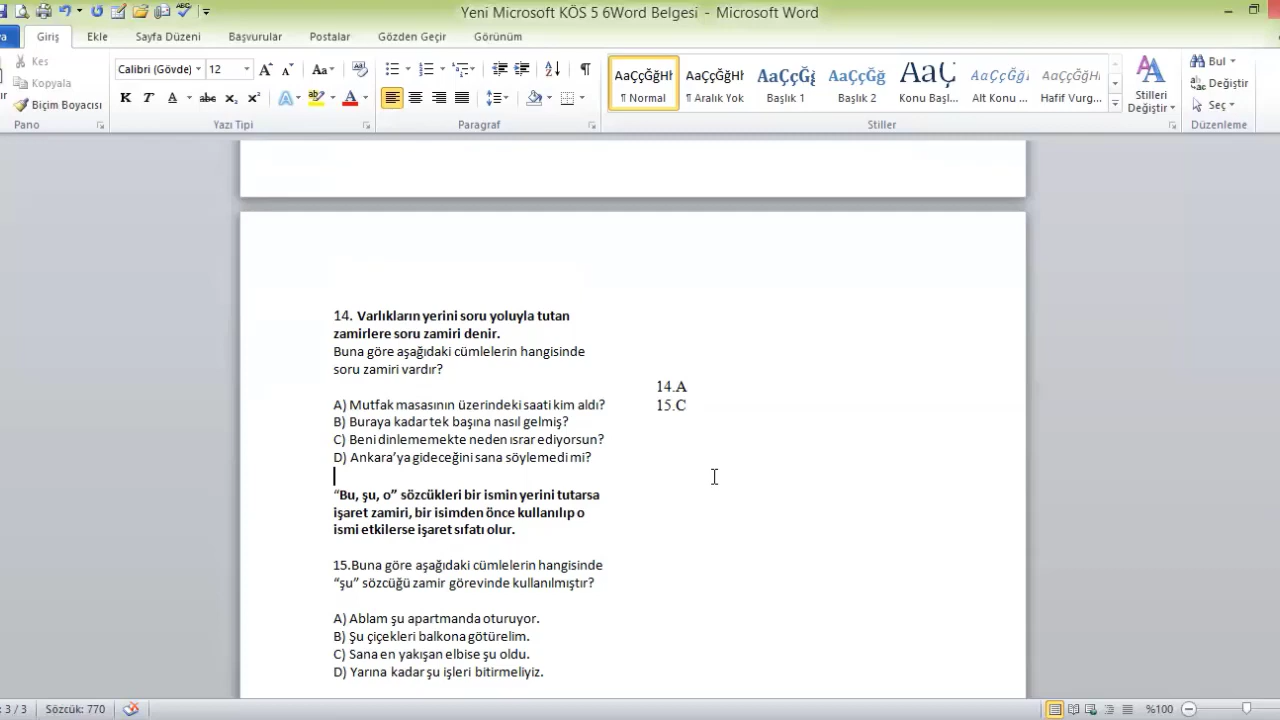 Yeni Microsoft KÖS 5 6Word Belgesi - Microsoft Word
Giriş Ekle Sayfa Düzeni Başvurular Postalar Gözden Geçir Görünüm
Kes
Kopyala
Biçim Boyacısı
Pano
Calibri (Gövde) 12
Yazı Tipi
Paragraf
AaÇçĞğHł AaÇçĞğHł AaÇçĞğ AaÇçĞğ AaÇ AaÇçĞğl AaÇçĞğHł
¶ Normal ¶ Aralık Yok Başlık 1 Başlık 2 Konu Başl... Alt Konu ... Hafif Vurg...
Stilleri
Değiştir
Stiller
Bul
Değiştir
Seç
Düzenleme
14. Varlıkların yerini soru yoluyla tutan
zamirlere soru zamiri denir.
Buna göre aşağıdaki cümlelerin hangisinde
soru zamiri vardır?
A) Mutfak masasının üzerindeki saati kim aldı?
B) Buraya kadar tek başına nasıl gelmiş?
C) Beni dinlememekte neden ısrar ediyorsun?
D) Ankara’ya gideceğini sana söylemedi mi?
“Bu, şu, o” sözcükleri bir ismin yerini tutarsa
işaret zamiri, bir isimden önce kullanılıp o
ismi etkilerse işaret sıfatı olur.
15.Buna göre aşağıdaki cümlelerin hangisinde
“şu” sözcüğü zamir görevinde kullanılmıştır?
A) Ablam şu apartmanda oturuyor.
B) Şu çiçekleri balkona götürelim.
C) Sana en yakışan elbise şu oldu.
D) Yarına kadar şu işleri bitirmeliyiz.
14.A
15.C
: 3 / 3 Sözcük: 770 %100